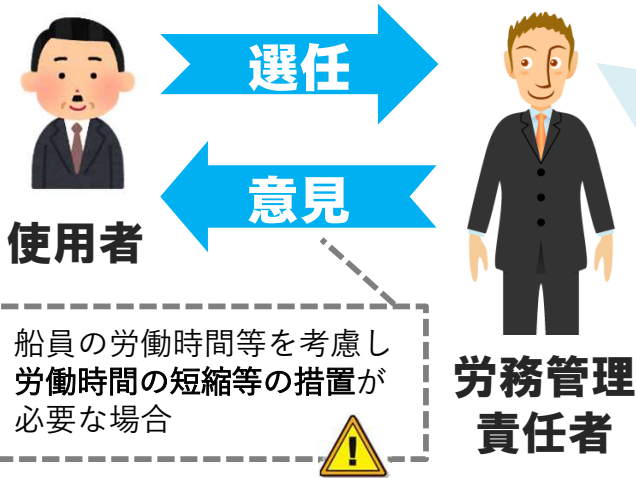 選任
意見
使用者
船員の労働時間等を考慮し
労働時間の短縮等の措置が
必要な場合
労務管理
責任者